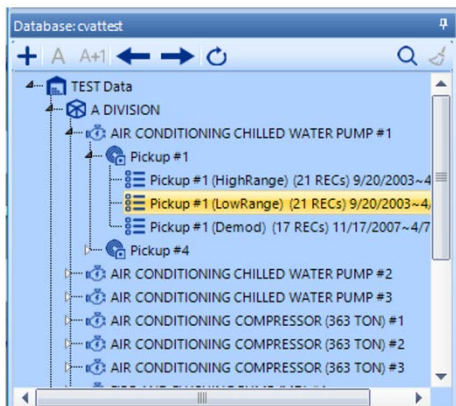 Database: cvattest
A A+1
TEST Data
A DIVISION
AIR CONDITIONING CHILLED WATER PUMP #1
Pickup #1
Pickup #1 (HighRange) (21 RECs) 9/20/2003~4
Pickup #1 (LowRange) (21 RECs) 9/20/2003~4/
Pickup #1 (Demod) (17 RECs) 11/17/2007~4/7
Pickup #4
AIR CONDITIONING CHILLED WATER PUMP #2
AIR CONDITIONING CHILLED WATER PUMP #3
AIR CONDITIONING COMPRESSOR (363 TON) #1
AIR CONDITIONING COMPRESSOR (363 TON) #2
AIR CONDITIONING COMPRESSOR (363 TON) #3